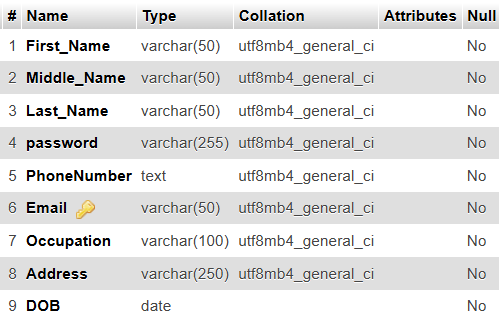 # Name Type Collation Attributes Null
1 First_Name varchar(50) utf8mb4_general_ci No
2 Middle_Name varchar(50) utf8mb4_general_ci No
3 Last_Name varchar(50) utf8mb4_general_ci No
4 password varchar(255) utf8mb4_general_ci No
5 PhoneNumber text utf8mb4_general_ci No
6 Email varchar(50) utf8mb4_general_ci No
7 Occupation varchar(100) utf8mb4_general_ci No
8 Address varchar(250) utf8mb4_general_ci No
9 DOB date No